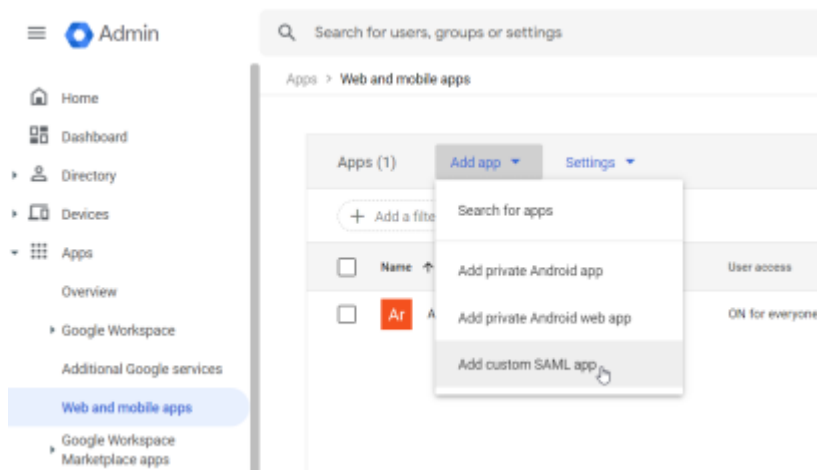 Admin
Search for users, groups or settings
Apps > Web and mobile apps
Home
Dashboard
Directory
Devices
Apps
Overview
Google Workspace
Additional Google services
Web and mobile apps
Google Workspace
Marketplace apps
Apps (1)
Add app
Settings
+ Add a filte
Search for apps
Add private Android app
Add private Android web app
Add custom SAML app
Name
User access
Ar
A
ON for everyone